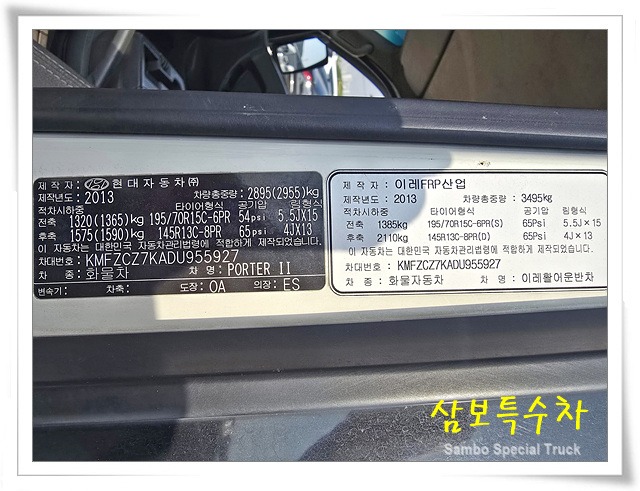 제 작 자 : 현대자동차㈜
제작년도 : 2013 차량총중량 : 2895(2955)kg
적차시하중 타이어형식 공기압 림형식
전축 1320(1365)kg 195/70R15C-6PR 54psi 5.5JX15
후축 1575(1590)kg 145R13C-8PR 65psi 4JX13
이 자동차는 대한민국 자동차관리법령에 적합하게 제작되었습니다.
차대번호 : KMFZCZ7KADU955927
차 종 : 화물차 차 명 : PORTER II
변속기 : 차축 : 도장 : OA 의장 : ES
제 작 자 : 이레FRP산업
제작년도 : 2013 차량총중량 : 3495kg
적차시하중 타이어형식 공기압 림형식
전축 1385kg 195/70R15C-6PR(S) 65Psi 5.5J×15
후축 2110kg 145R13C-8PR(D) 65Psi 4J×13
이 자동차는 대한민국 자동차관리법령에 적합하게 제작되었습니다.
차대번호 : KMFZCZ7KADU955927
차 종 : 화물자동차 차 명 : 이레활어운반차
삼보특수차
Sambo Special Truck